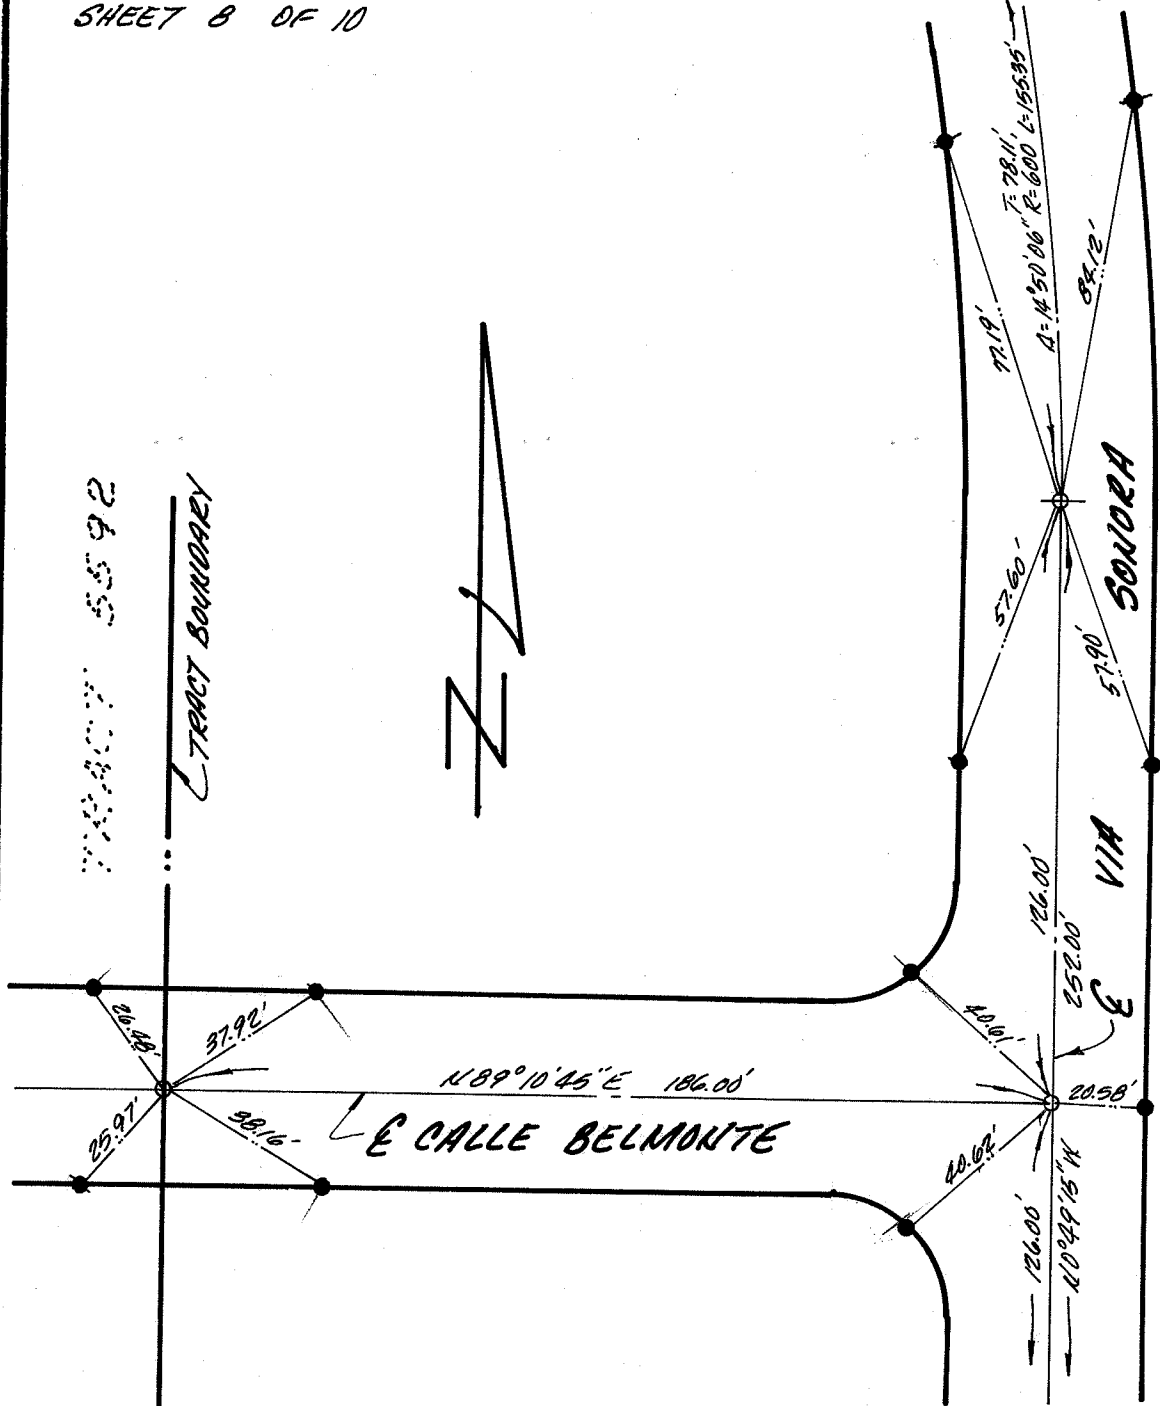 SHEET 8 OF 10
T=78.11'
Δ=14°50'06" R=600 L=155.35'
77.19'
84.12'
TRACT 5592
TRACT BOUNDARY
N
57.60'
57.90'
VIA SONORA
126.00'
252.00'
℄
26.48'
37.92'
40.61'
N 89°10'45" E 186.00'
20.58'
25.97'
38.16'
℄ CALLE BELMONTE
40.62'
126.00'
N 0°49'15" W